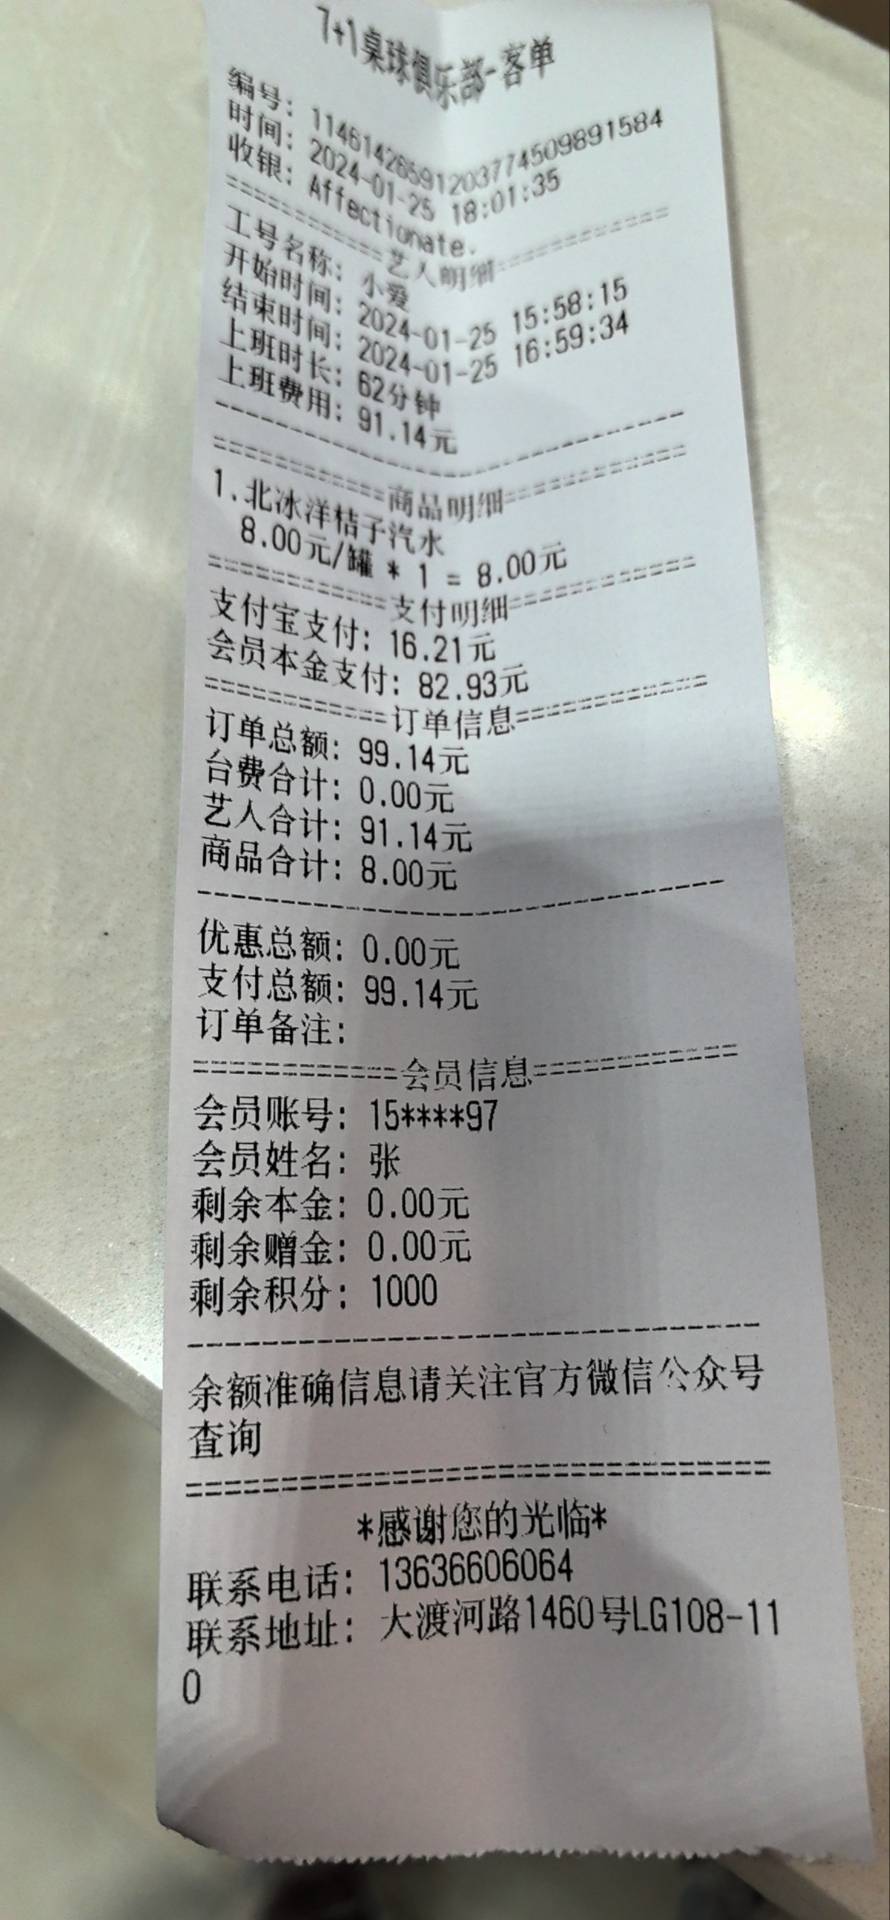 7+1桌球俱乐部-客单
编号: 1146142659120377450989​1584
时间: 2024-01-25 18:01:35
收银: Affectionate.
============艺人明细============
工号名称: 小爱
开始时间: 2024-01-25 15:58:15
结束时间: 2024-01-25 16:59:34
上班时长: 62分钟
上班费用: 91.14元
--------------------------------
============商品明细============
1.北冰洋桔子汽水
8.00元/罐 * 1 = 8.00元
============支付明细============
支付宝支付: 16.21元
会员本金支付: 82.93元
============订单信息============
订单总额: 99.14元
台费合计: 0.00元
艺人合计: 91.14元
商品合计: 8.00元
--------------------------------
优惠总额: 0.00元
支付总额: 99.14元
订单备注:
============会员信息============
会员账号: 15****97
会员姓名: 张
剩余本金: 0.00元
剩余赠金: 0.00元
剩余积分: 1000
--------------------------------
余额准确信息请关注官方微信公众号
查询
================================
*感谢您的光临*
联系电话: 13636606064
联系地址: 大渡河路1460号LG108-11
0